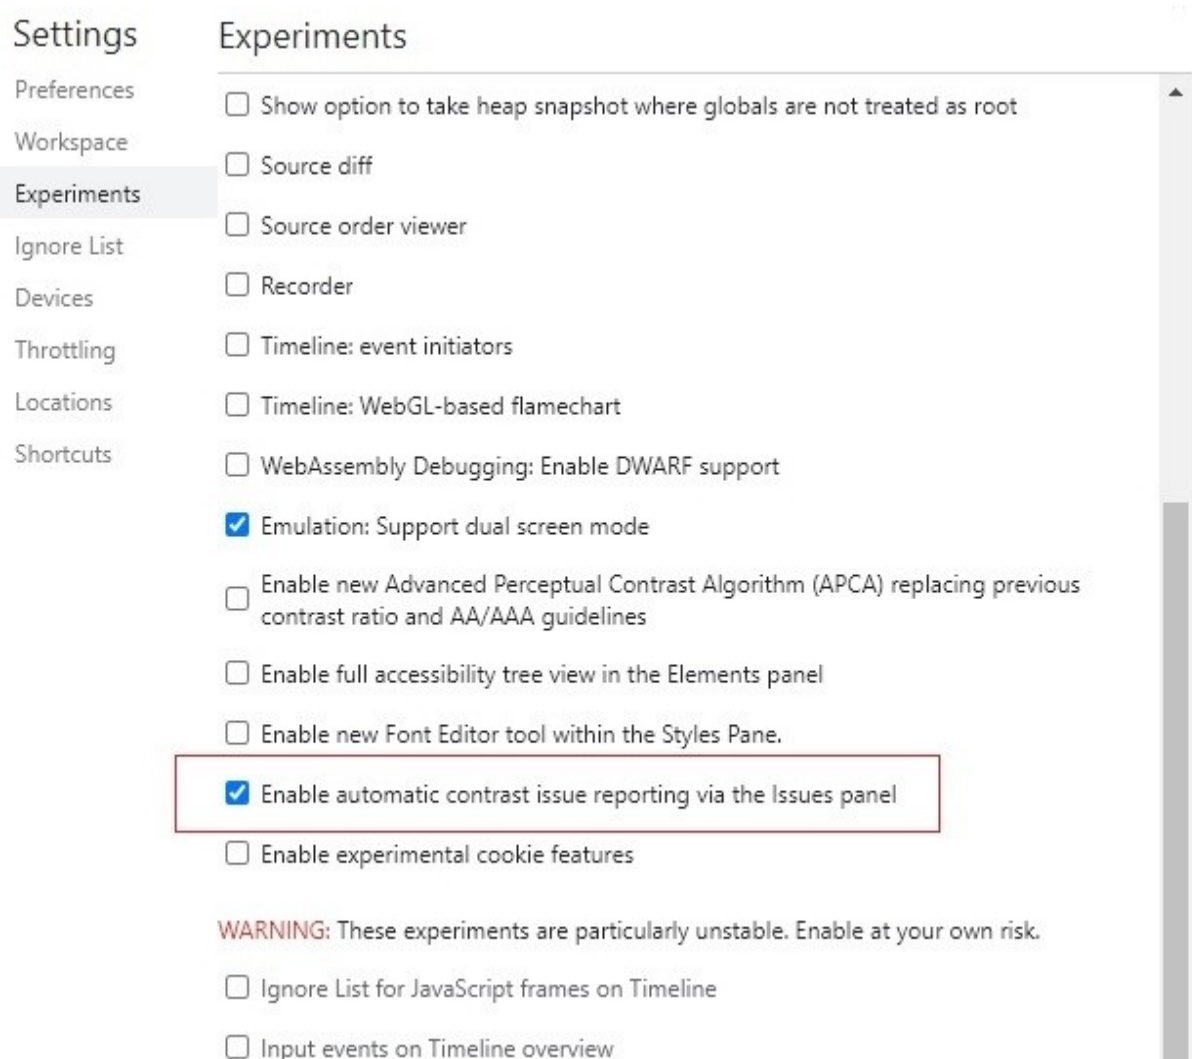 Settings
Preferences
Workspace
Experiments
Ignore List
Devices
Throttling
Locations
Shortcuts
Experiments
Show option to take heap snapshot where globals are not treated as root
Source diff
Source order viewer
Recorder
Timeline: event initiators
Timeline: WebGL-based flamechart
WebAssembly Debugging: Enable DWARF support
Emulation: Support dual screen mode
Enable new Advanced Perceptual Contrast Algorithm (APCA) replacing previous
contrast ratio and AA/AAA guidelines
Enable full accessibility tree view in the Elements panel
Enable new Font Editor tool within the Styles Pane.
Enable automatic contrast issue reporting via the Issues panel
Enable experimental cookie features
WARNING: These experiments are particularly unstable. Enable at your own risk.
Ignore List for JavaScript frames on Timeline
Input events on Timeline overview